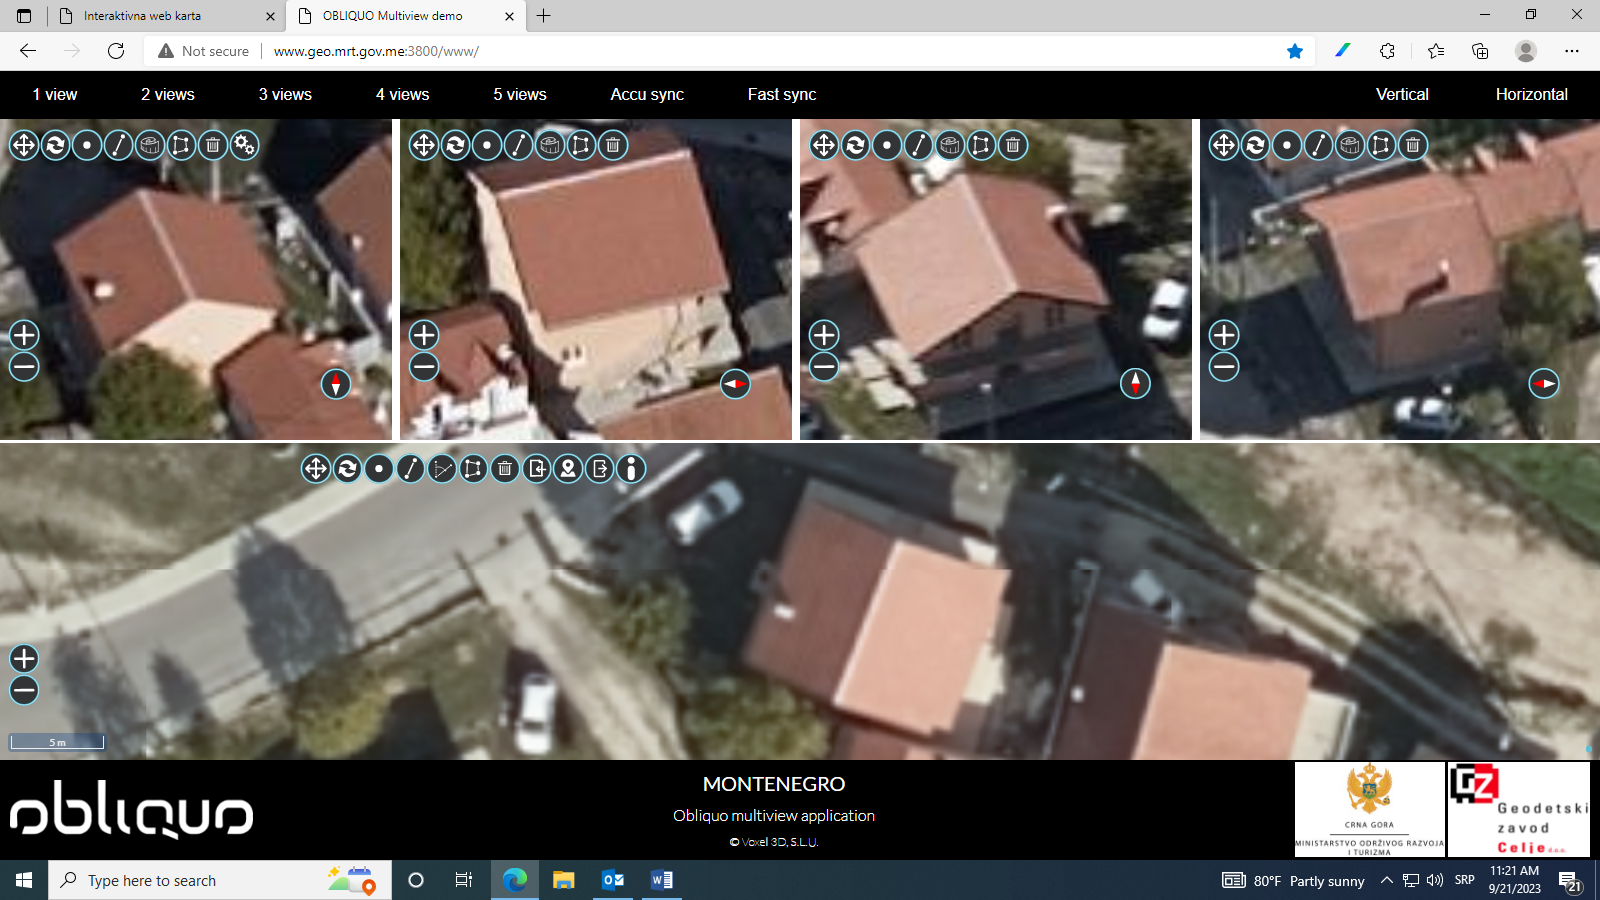 Interaktivna web karta
OBLIQUO Multiview demo
Not secure
www.geo.mrt.gov.me:3800/www/
1 view
2 views
3 views
4 views
5 views
Accu sync
Fast sync
Vertical
Horizontal
5 m
obliquo
MONTENEGRO
Obliquo multiview application
© Voxel 3D, S.L.U.
CRNA GORA
MINISTARSTVO ODRŽIVOG RAZVOJA
I TURIZMA
GZ
Geodetski
zavod
Celje d.o.o.
Type here to search
80°F Partly sunny
SRP
11:21 AM
9/21/2023
21